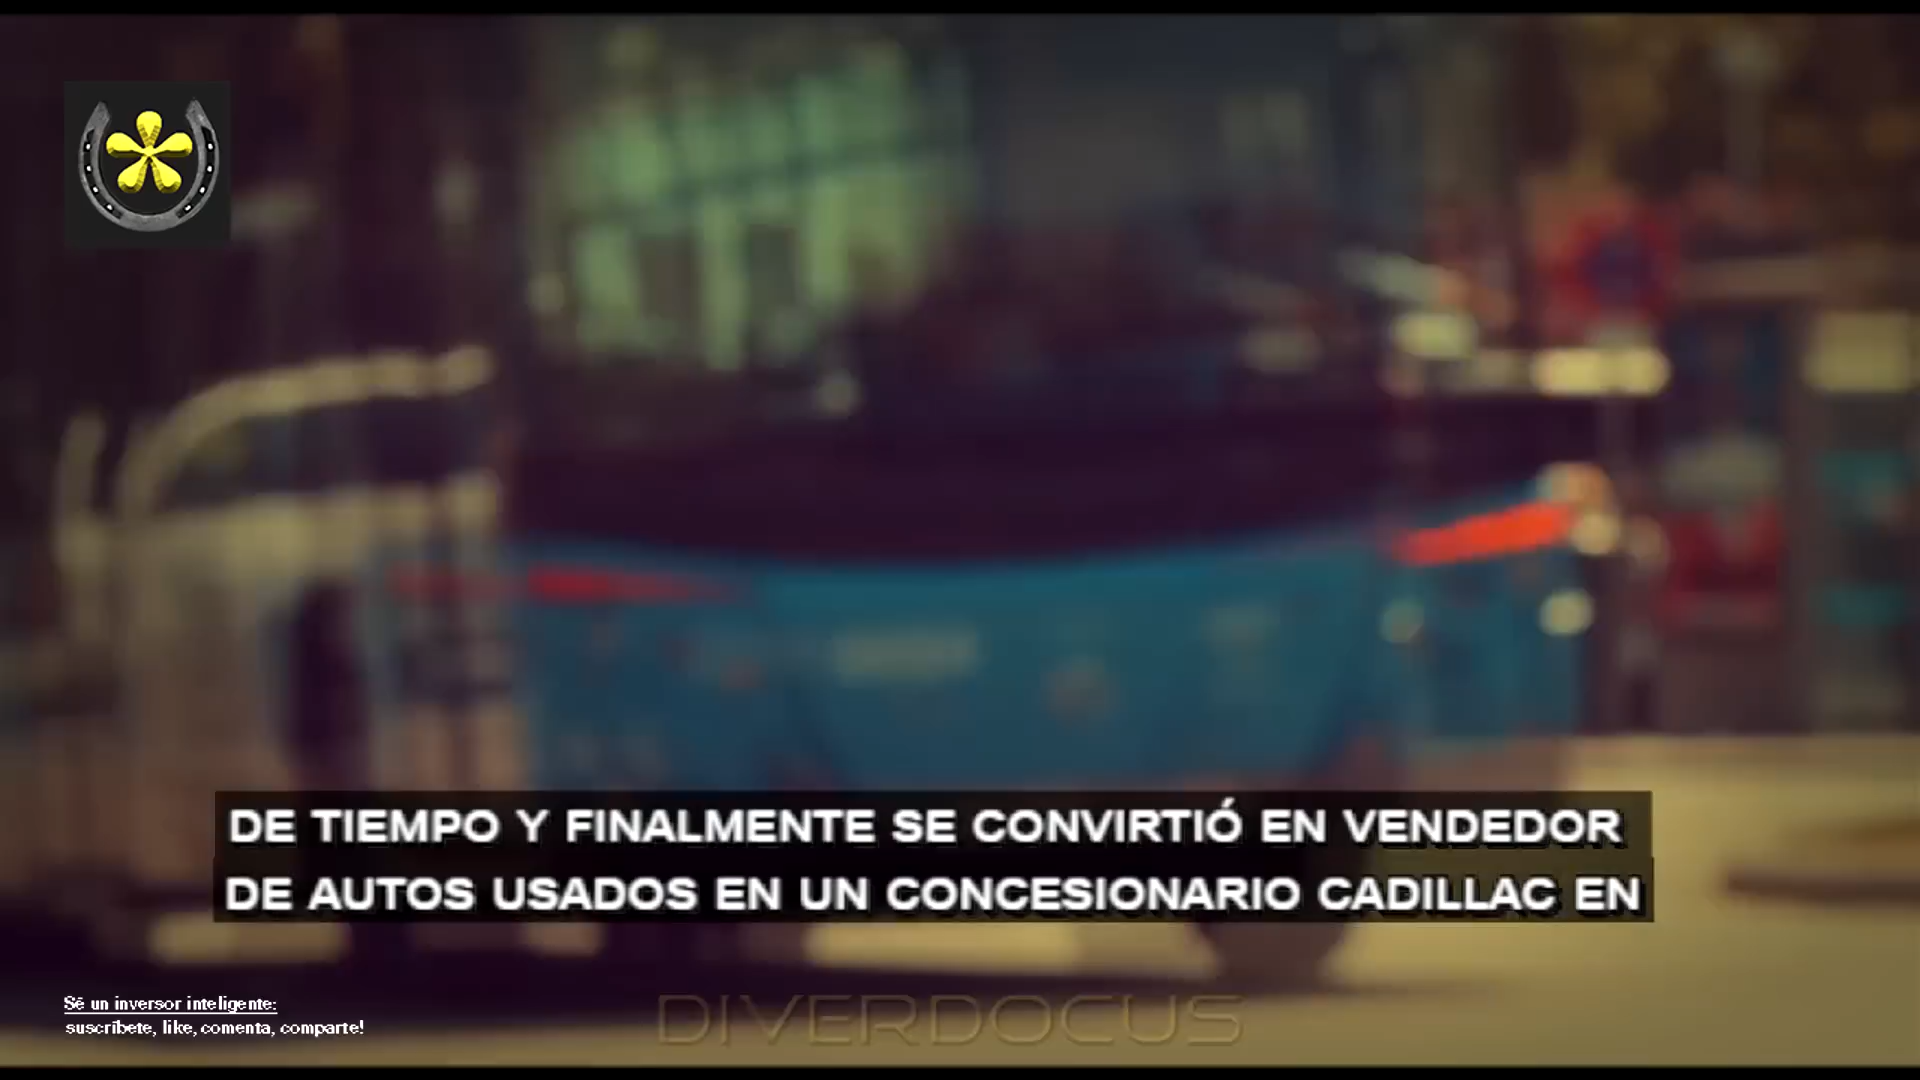 DE TIEMPO Y FINALMENTE SE CONVIRTIÓ EN VENDEDOR
DE AUTOS USADOS EN UN CONCESIONARIO CADILLAC EN
Sé un inversor inteligente:
suscríbete, like, comenta, comparte!
DIVERDOCUS